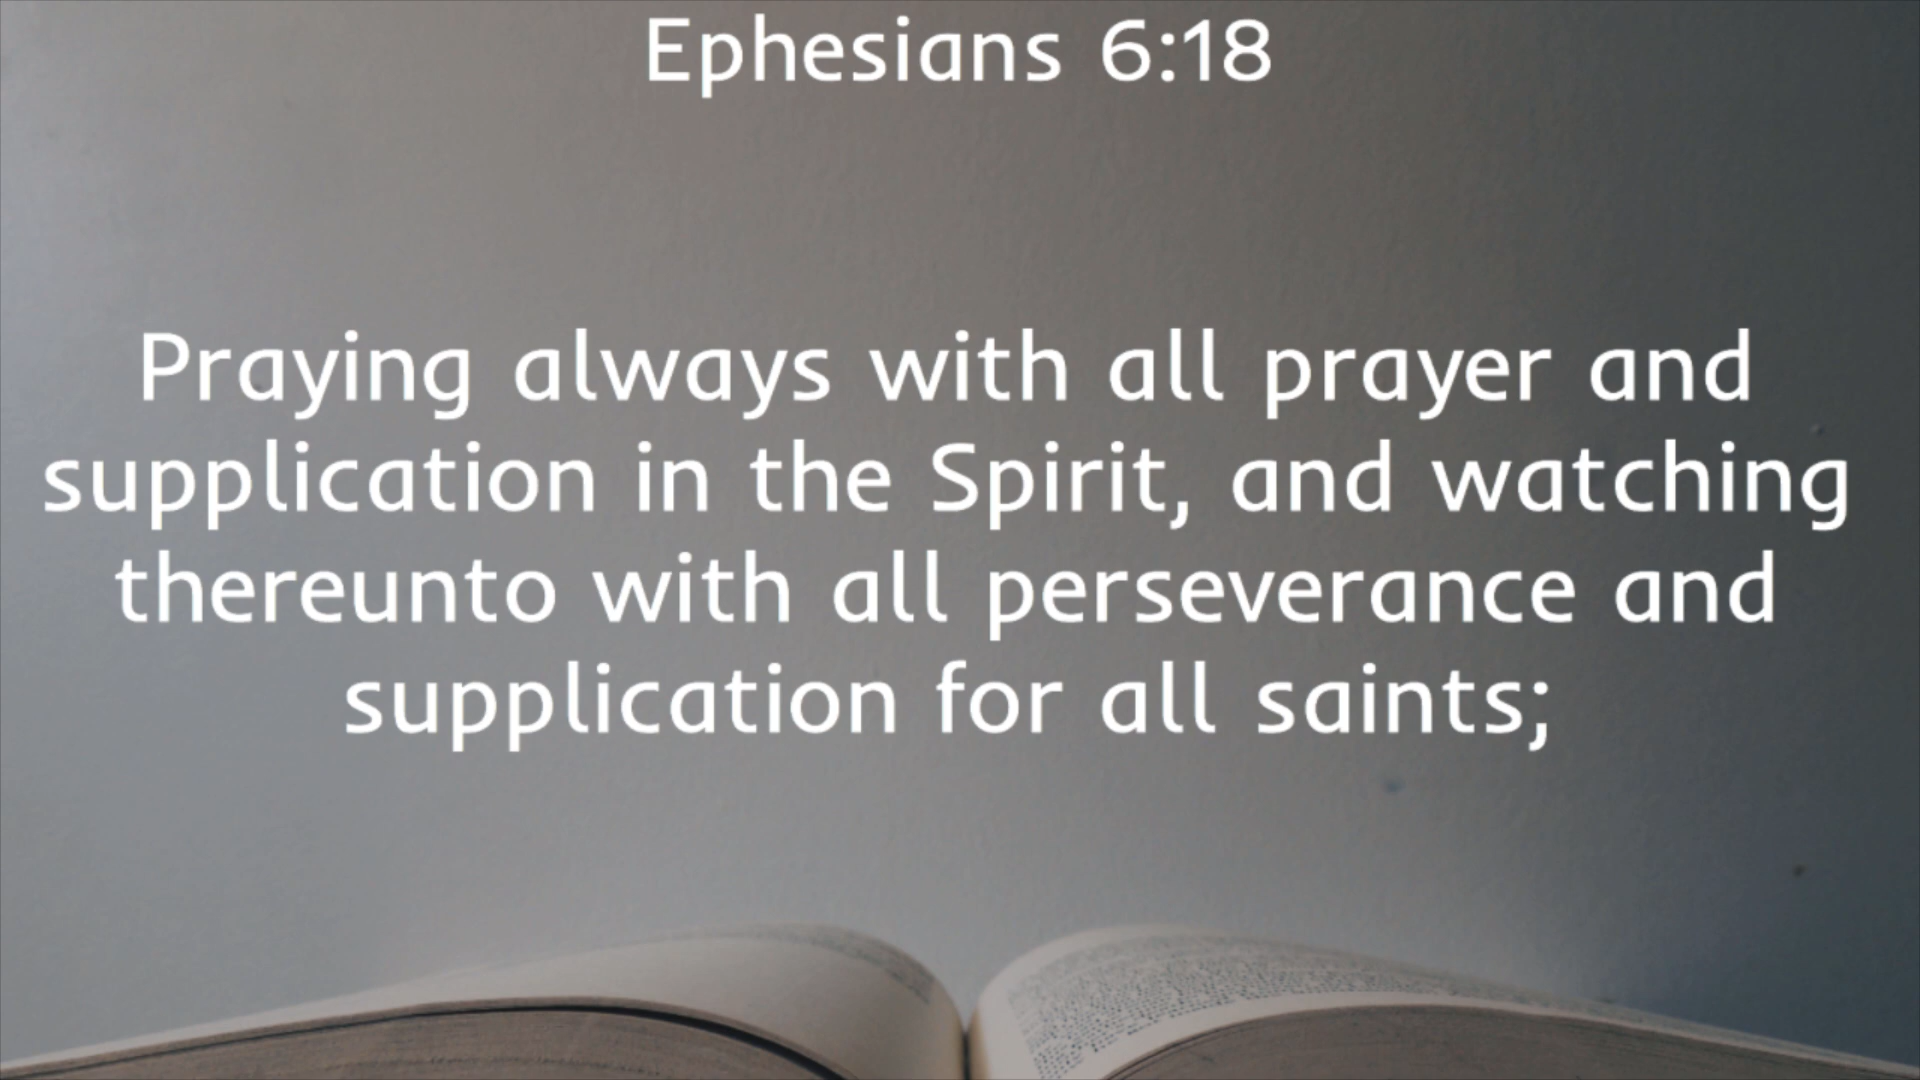 Ephesians 6:18
Praying always with all prayer and
supplication in the Spirit, and watching
thereunto with all perseverance and
supplication for all saints;